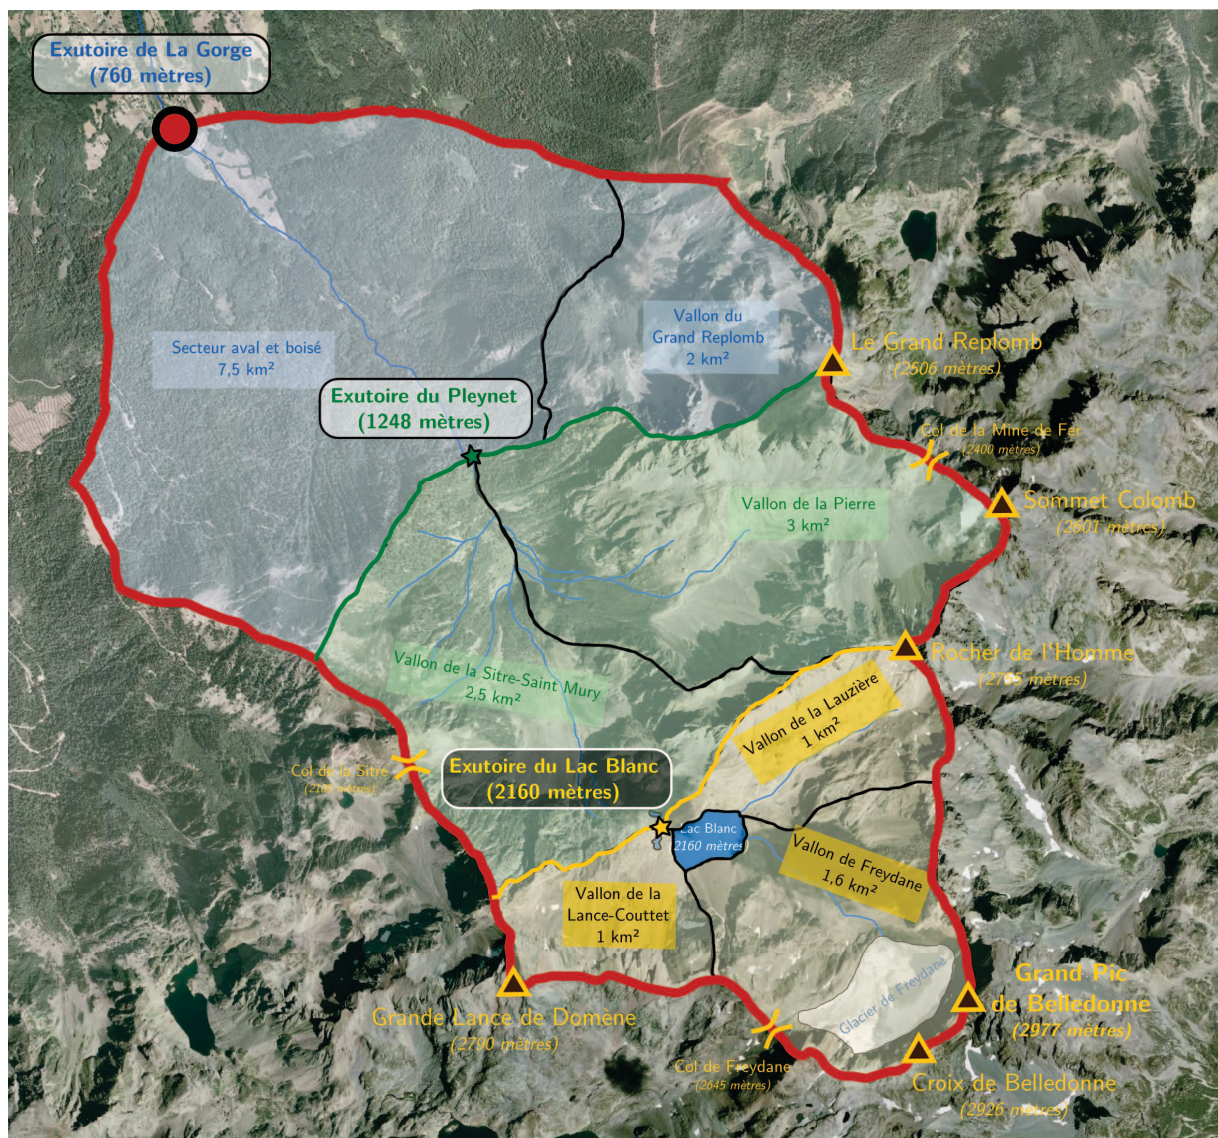 Exutoire de La Gorge
(760 mètres)
Vallon du
Grand Replomb
2 km²
Secteur aval et boisé
7,5 km²
Le Grand Replomb
(2506 mètres)
Exutoire du Pleynet
(1248 mètres)
Col de la Mine de Fer
(2400 mètres)
Vallon de la Pierre
3 km²
Sommet Colomb
(2601 mètres)
Vallon de la Sitre-Saint Mury
2,5 km²
Rocher de l'Homme
(2755 mètres)
Vallon de la Lauzière
1 km²
Exutoire du Lac Blanc
(2160 mètres)
Col de la Sitre
mètres)
Lac Blanc
2160 mètres
Vallon de Freydane
1,6 km²
Vallon de la
Lance-Couttet
1 km²
Glacier de Freydane
Grand Pic
de Belledonne
(2977 mètres)
Grande Lance de Domène
(2790 mètres)
Col de Freydane
(2645 mètres)
Croix de Belledonne
(2926 mètres)